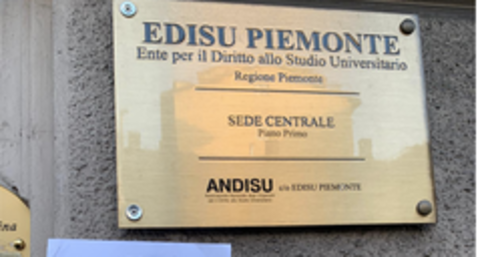 EDISU PIEMONTE
Ente per il Diritto allo Studio Universitario
Regione Piemonte
SEDE CENTRALE
Piano Primo
ANDISU c/o EDISU PIEMONTE